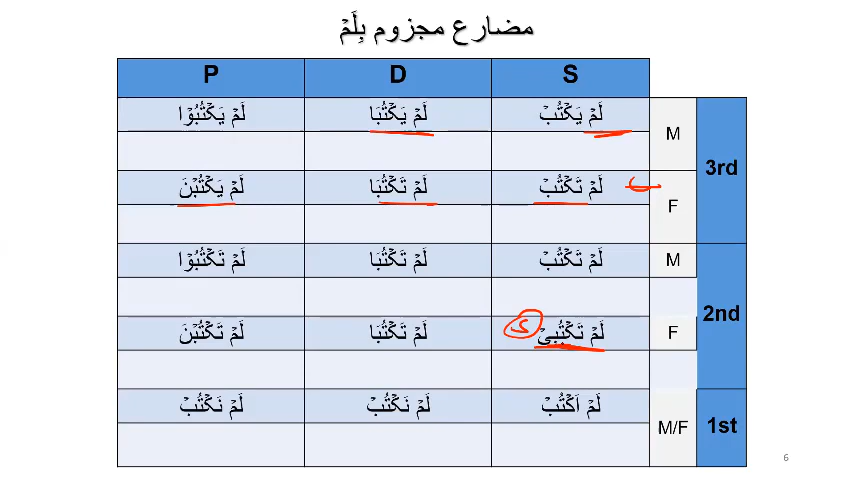 مضارع مجزوم بِلَمۡ
S D P
3rd M لَمۡ يَكۡتُبۡ لَمۡ يَكۡتُبَا لَمۡ يَكۡتُبُوۡا
F لَمۡ تَكۡتُبۡ لَمۡ تَكۡتُبَا لَمۡ يَكۡتُبۡنَ
2nd M لَمۡ تَكۡتُبۡ لَمۡ تَكۡتُبَا لَمۡ تَكۡتُبُوۡا
F لَمۡ تَكۡتُبِىۡ لَمۡ تَكۡتُبَا لَمۡ تَكۡتُبۡنَ
1st M/F لَمۡ اَكۡتُبۡ لَمۡ نَكۡتُبۡ لَمۡ نَكۡتُبۡ
6